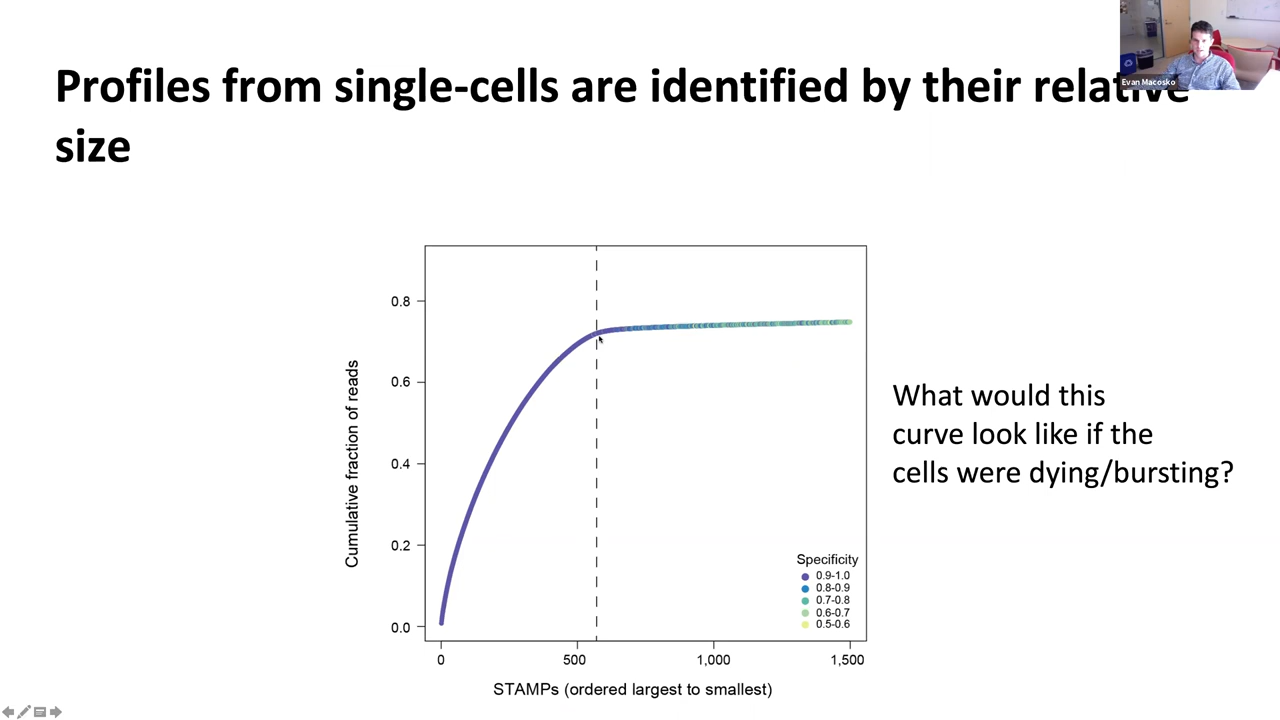 Profiles from single-cells are identified by their relative
size
Evan Macosko
Cumulative fraction of reads
0.8
0.6
0.4
0.2
0.0
0
500
1,000
1,500
STAMPs (ordered largest to smallest)
Specificity
0.9-1.0
0.8-0.9
0.7-0.8
0.6-0.7
0.5-0.6
What would this
curve look like if the
cells were dying/bursting?